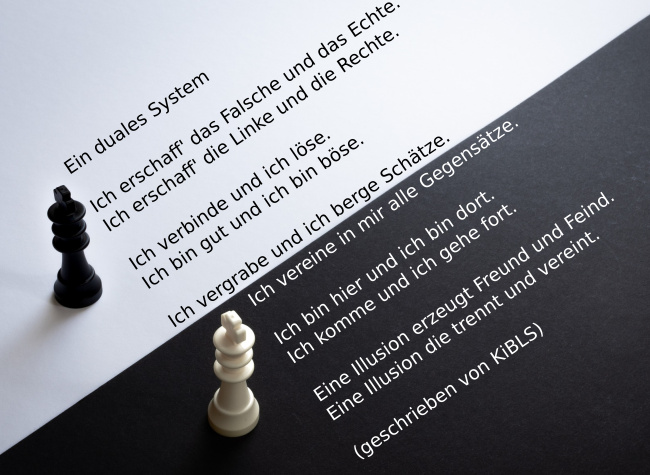 Ein duales System
Ich erschaff' das Falsche und das Echte.
Ich erschaff' die Linke und die Rechte.
Ich verbinde und ich löse.
Ich bin gut und ich bin böse.
Ich vergrabe und ich berge Schätze.
Ich vereine in mir alle Gegensätze.
Ich bin hier und ich bin dort.
Ich komme und ich gehe fort.
Eine Illusion erzeugt Freund und Feind.
Eine Illusion die trennt und vereint.
(geschrieben von KiBLS)